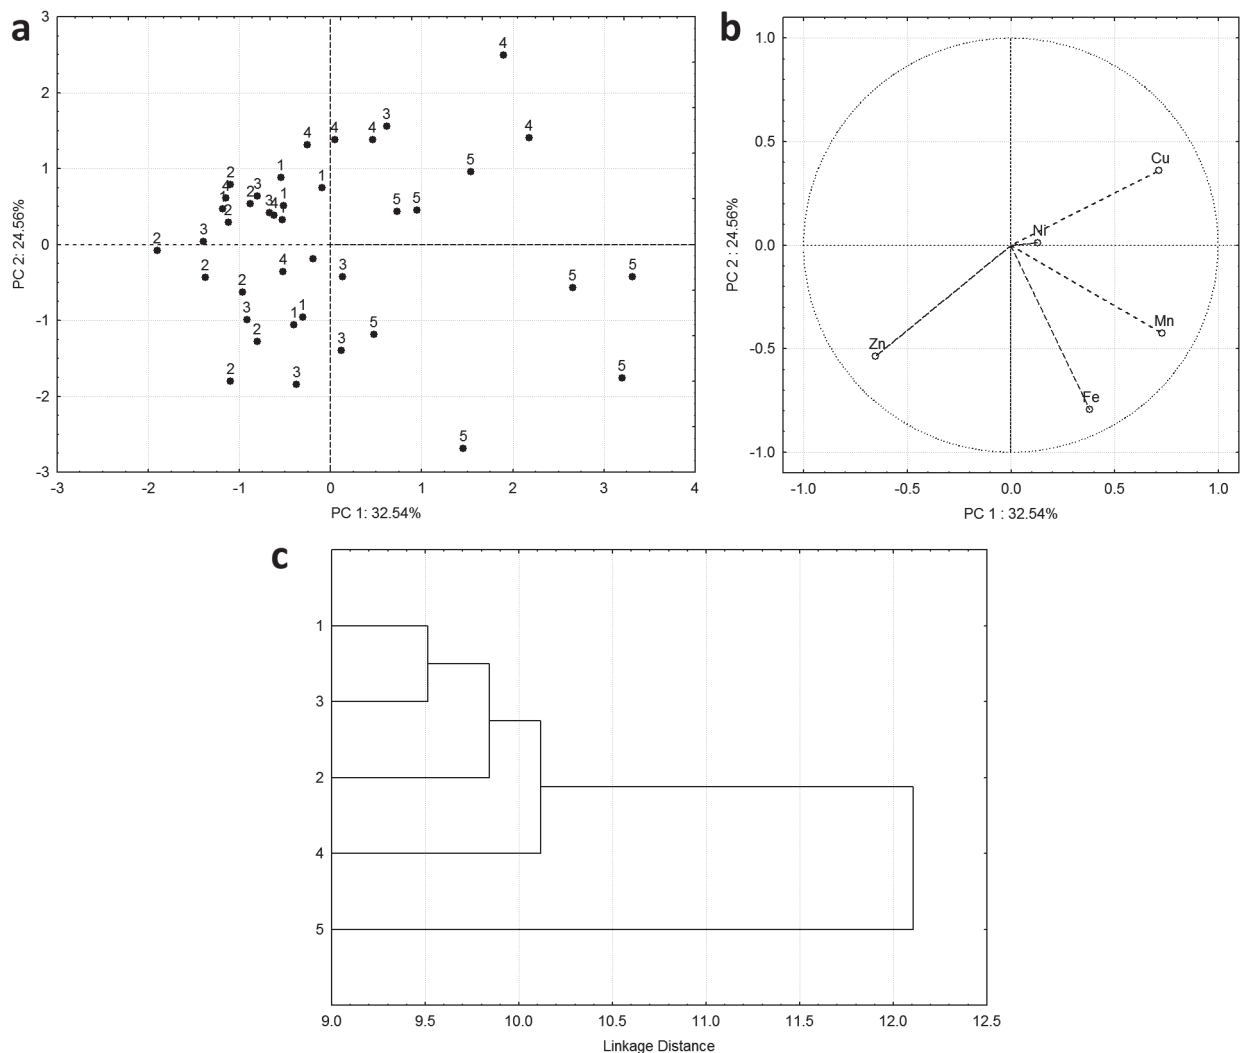 a
3
2
1
0
-1
-2
-3
-3 -2 -1 0 1 2 3 4
PC 1: 32.54%
PC 2: 24.56%
4
4 4 4 3 4
5
2 1 1
4 2 3 1
1 2 3 4 1 5 5
3
2
2 4 3 5 5
2
3 1 1
2 3 5
2 3 5
5
b
1.0
0.5
0.0
-0.5
-1.0
-1.0 -0.5 0.0 0.5 1.0
PC 1 : 32.54%
PC 2 : 24.56%
Cu
Ni
Mn
Zn
Fe
c
1
3
2
4
5
9.0 9.5 10.0 10.5 11.0 11.5 12.0 12.5
Linkage Distance